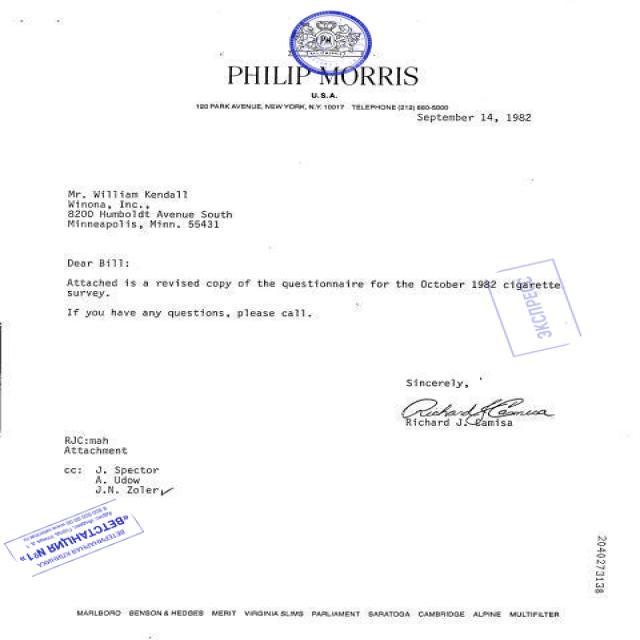 PHILIP MORRIS
U.S.A.
120 PARK AVENUE, NEW YORK, N.Y. 10017 TELEPHONE (212) 880-5000
September 14, 1982
Mr. William Kendall
Winona, Inc.,
8200 Humboldt Avenue South
Minneapolis, Minn. 55431
Dear Bill:
Attached is a revised copy of the questionnaire for the October 1982 cigarette
survey.
If you have any questions, please call.
ЭКСПРЕСС
Sincerely,
Richard J. Camisa
Richard J. Camisa
RJC:mah
Attachment
cc: J. Spector
A. Udow
J.N. Zoler
ВЕТЕРИНАРНАЯ КЛИНИКА
«ВЕТСТАНЦИЯ №1»
2040273138
MARLBORO BENSON & HEDGES MERIT VIRGINIA SLIMS PARLIAMENT SARATOGA CAMBRIDGE ALPINE MULTIFILTER